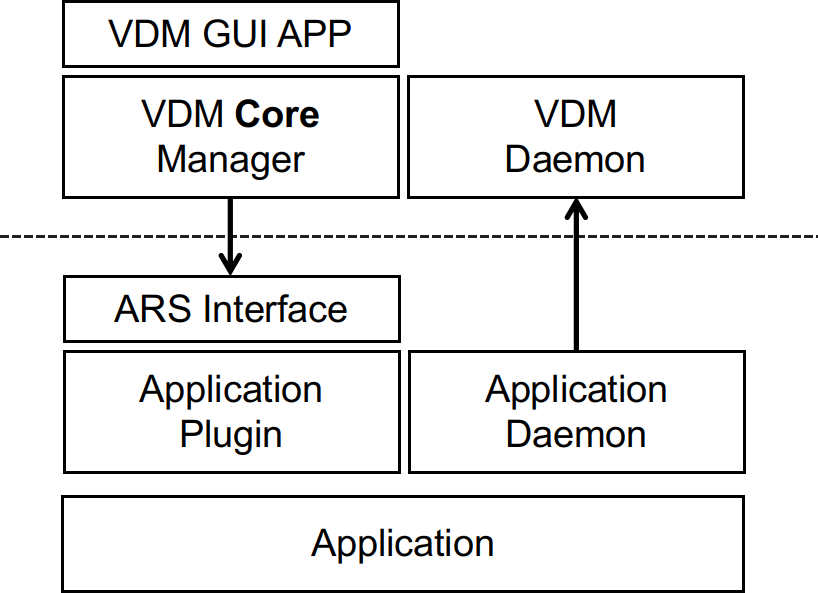 VDM GUI APP
VDM Core
Manager
VDM
Daemon
ARS Interface
Application
Plugin
Application
Daemon
Application